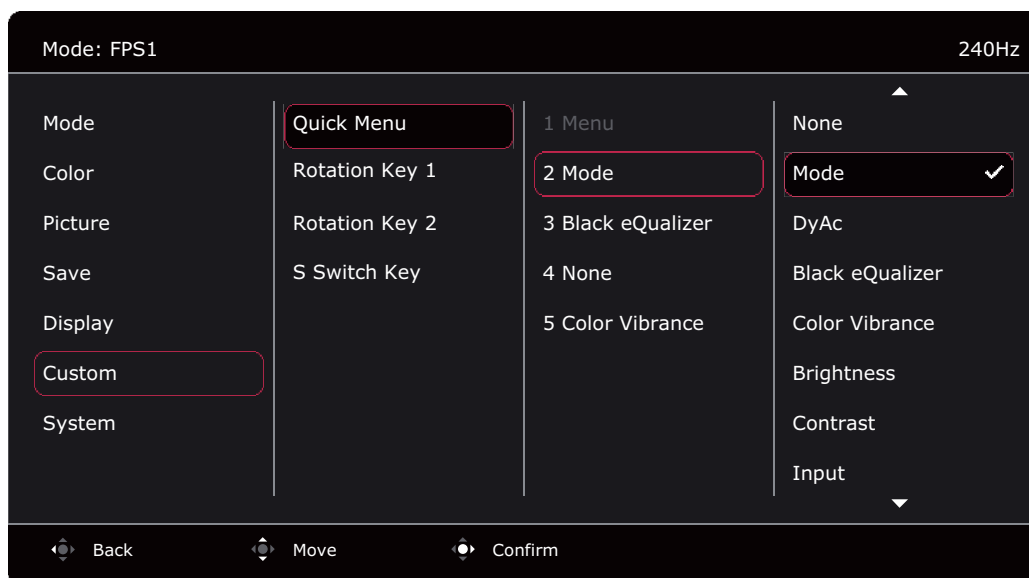 Mode: FPS1
240Hz
Mode
Color
Picture
Save
Display
Custom
System
Quick Menu
Rotation Key 1
Rotation Key 2
S Switch Key
1 Menu
2 Mode
3 Black eQualizer
4 None
5 Color Vibrance
None
Mode
DyAc
Black eQualizer
Color Vibrance
Brightness
Contrast
Input
Back
Move
Confirm